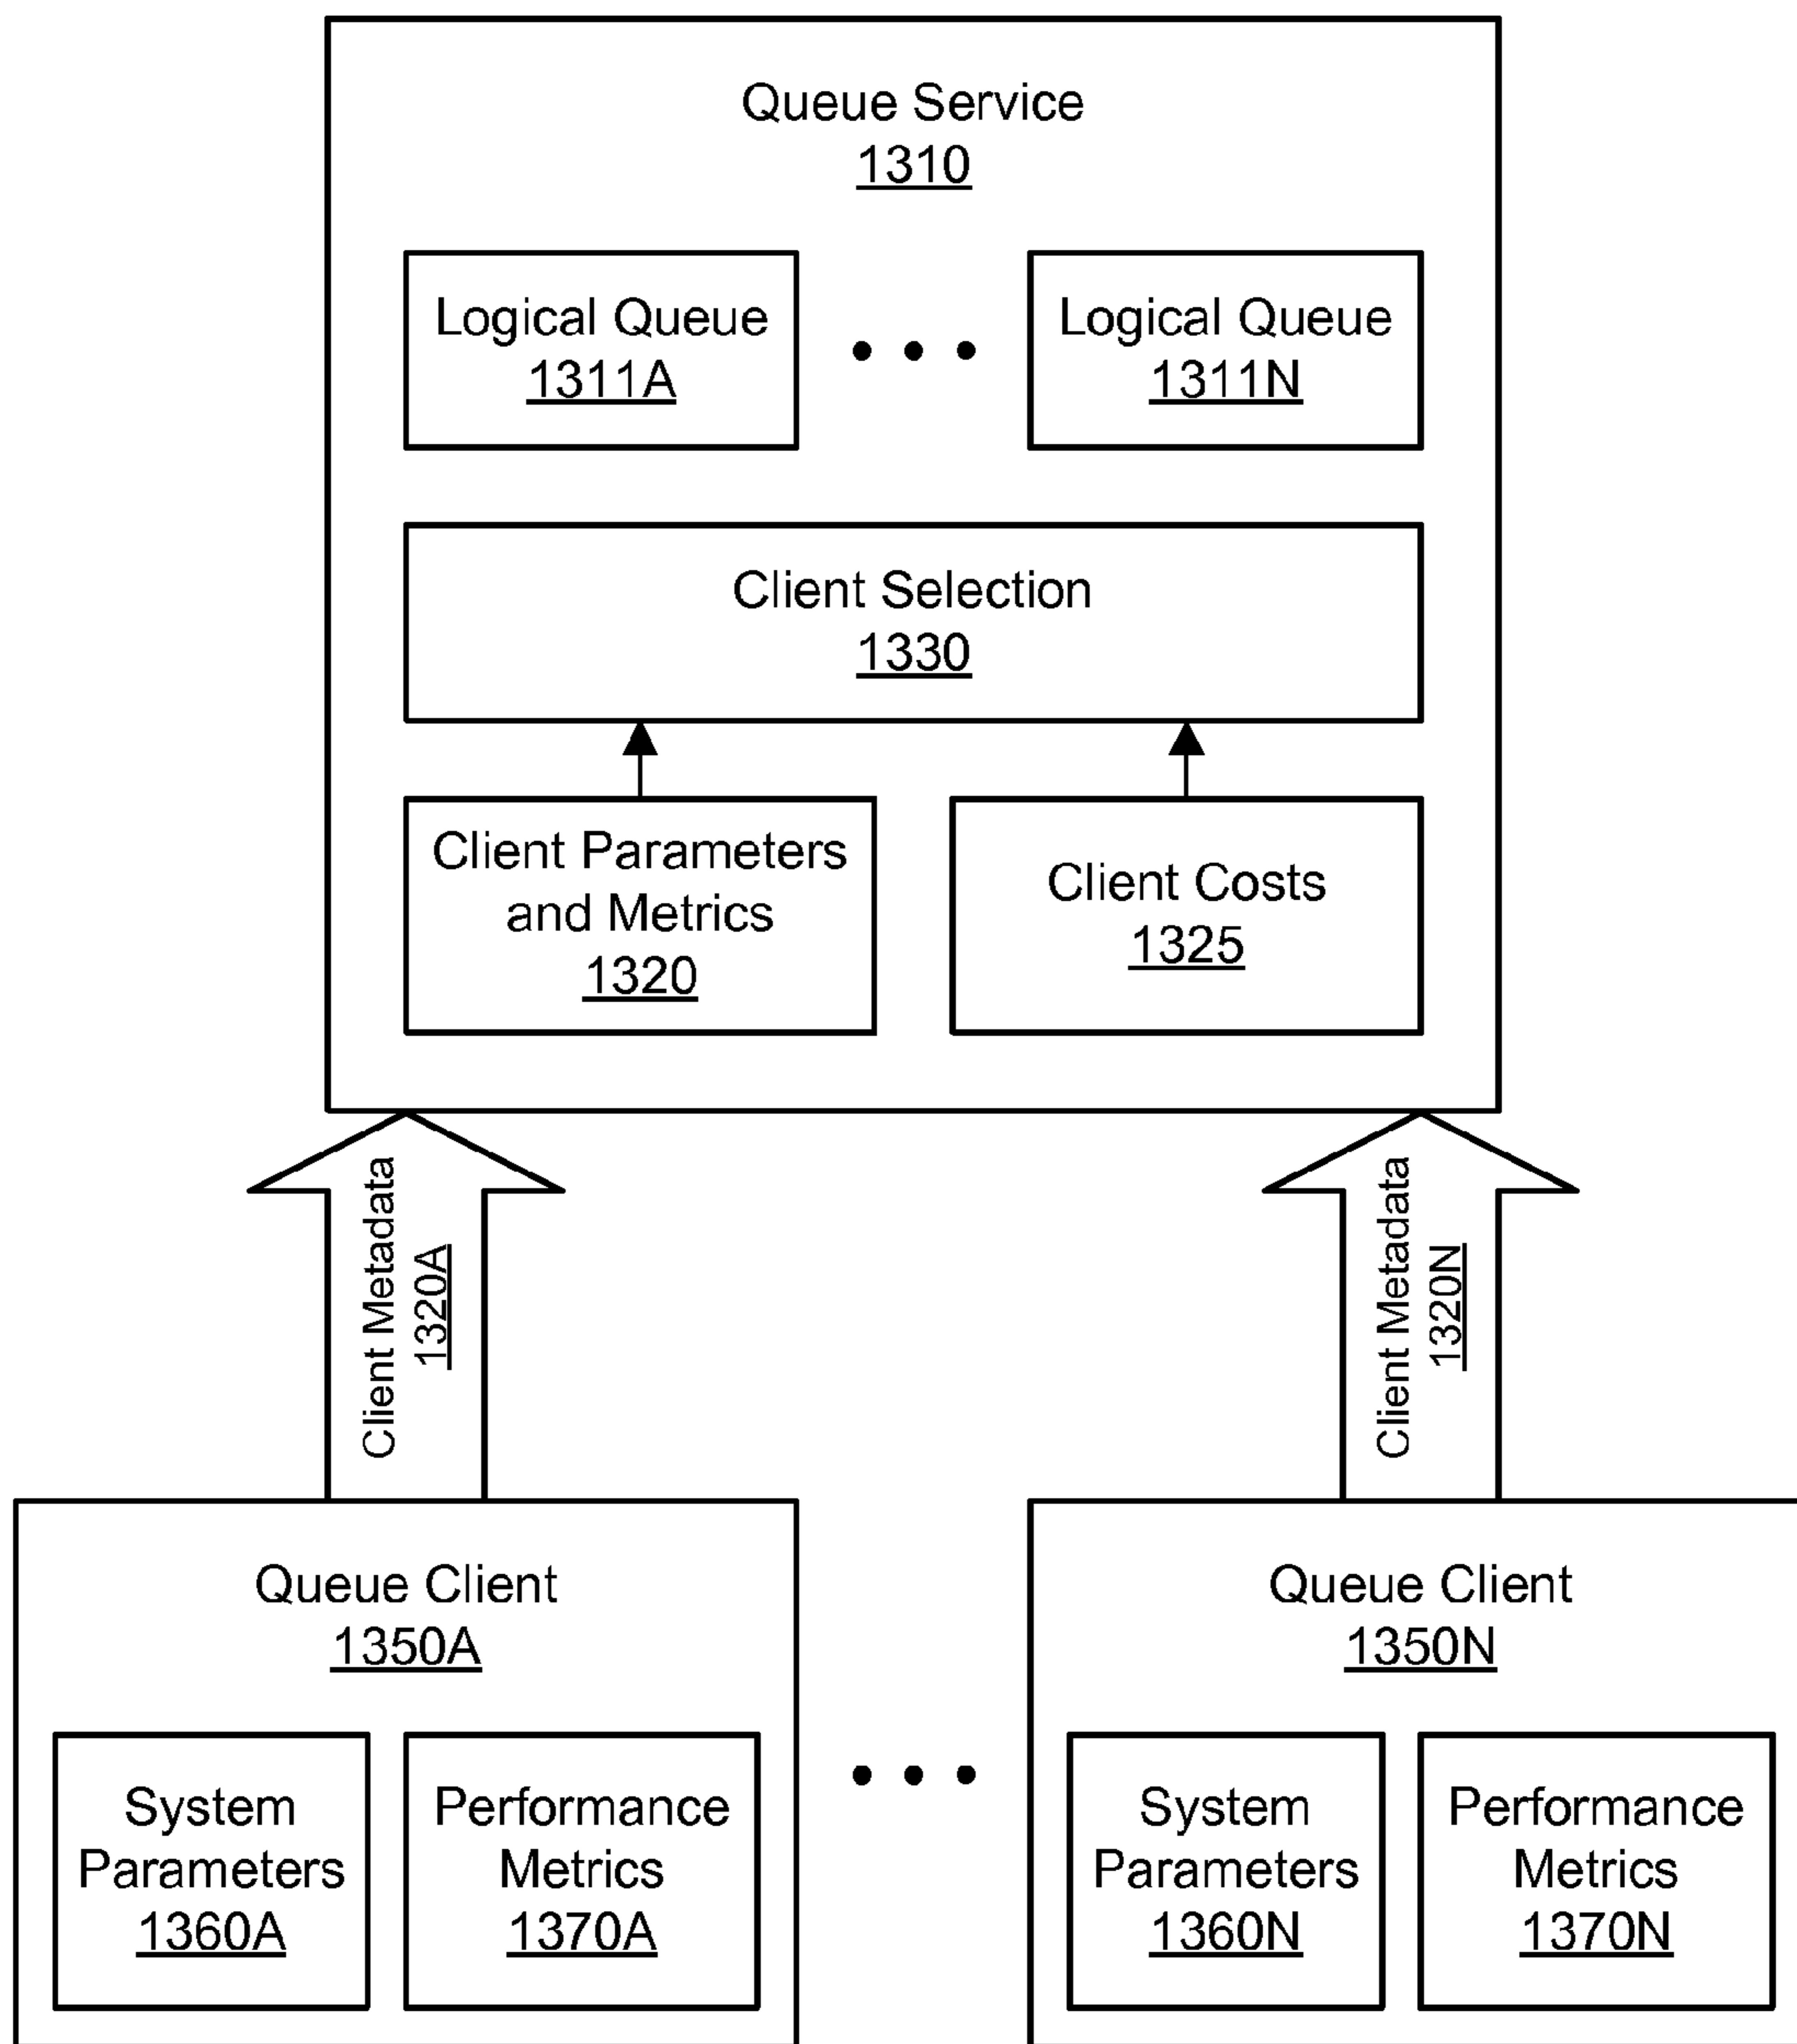 Queue Service
1310
Logical Queue
1311A
Logical Queue
1311N
Client Selection
1330
Client Parameters
and Metrics
1320
Client Costs
1325
Client Metadata
1320A
Client Metadata
1320N
Queue Client
1350A
System
Parameters
1360A
Performance
Metrics
1370A
Queue Client
1350N
System
Parameters
1360N
Performance
Metrics
1370N